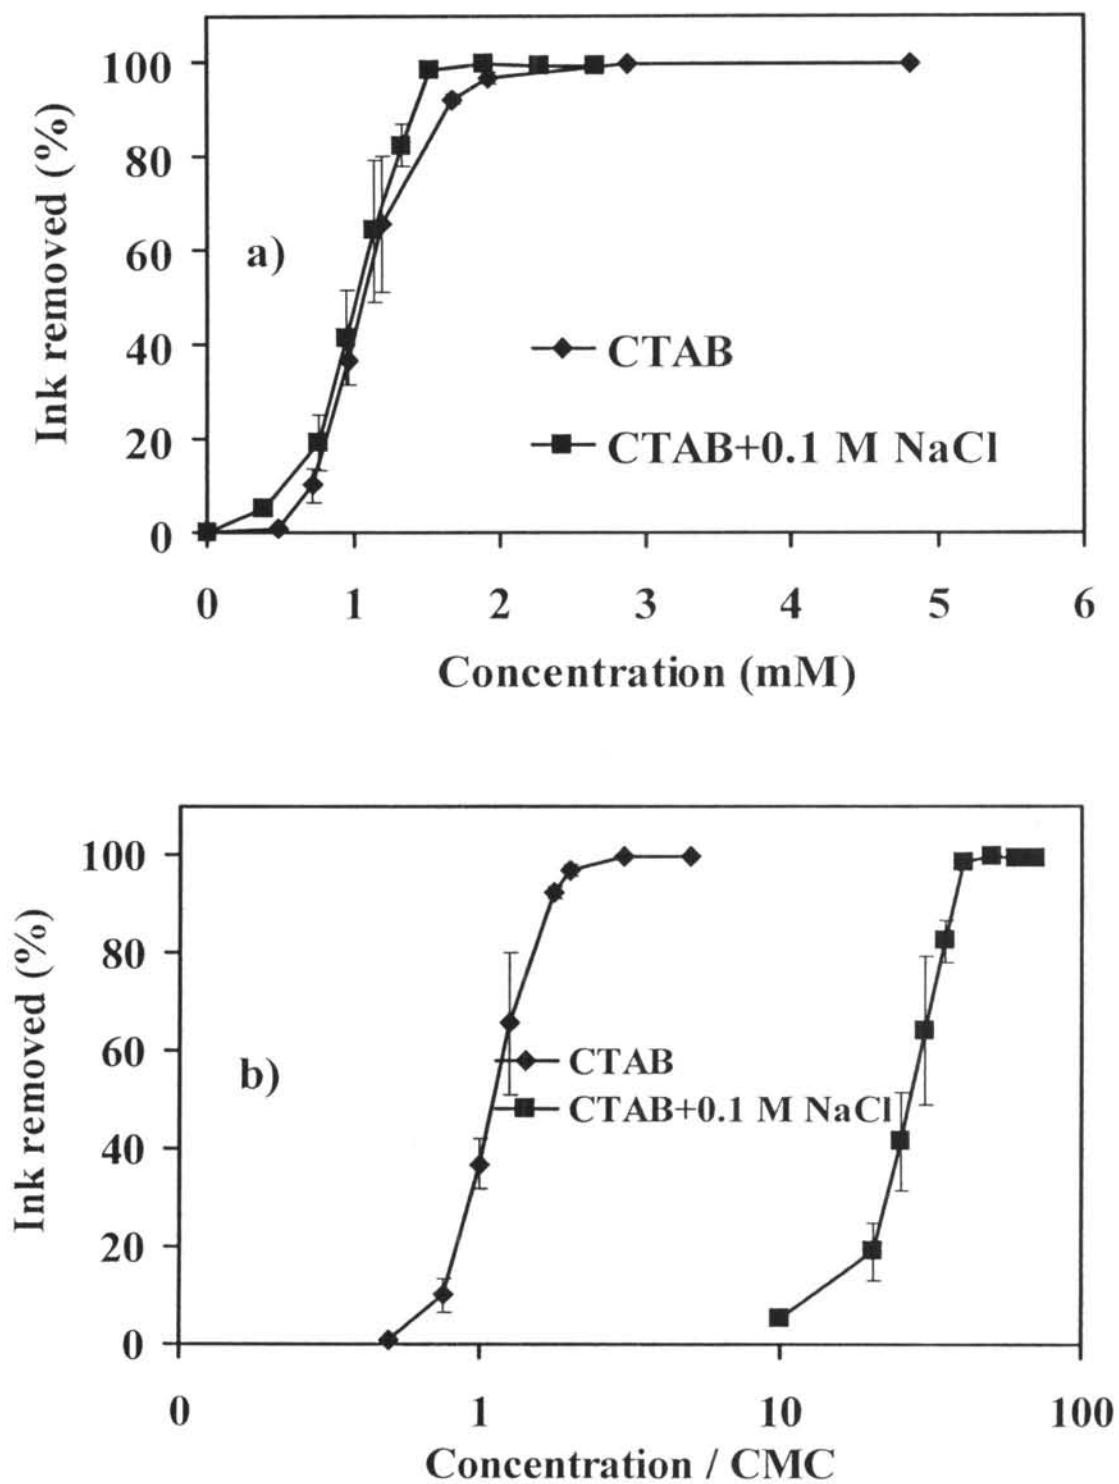 100
80
60
40
20
0
Ink removed (%)
a)
CTAB
CTAB+0.1 M NaCl
0 1 2 3 4 5 6
Concentration (mM)
100
80
60
40
20
0
Ink removed (%)
b)
CTAB
CTAB+0.1 M NaCl
0 1 10 100
Concentration / CMC